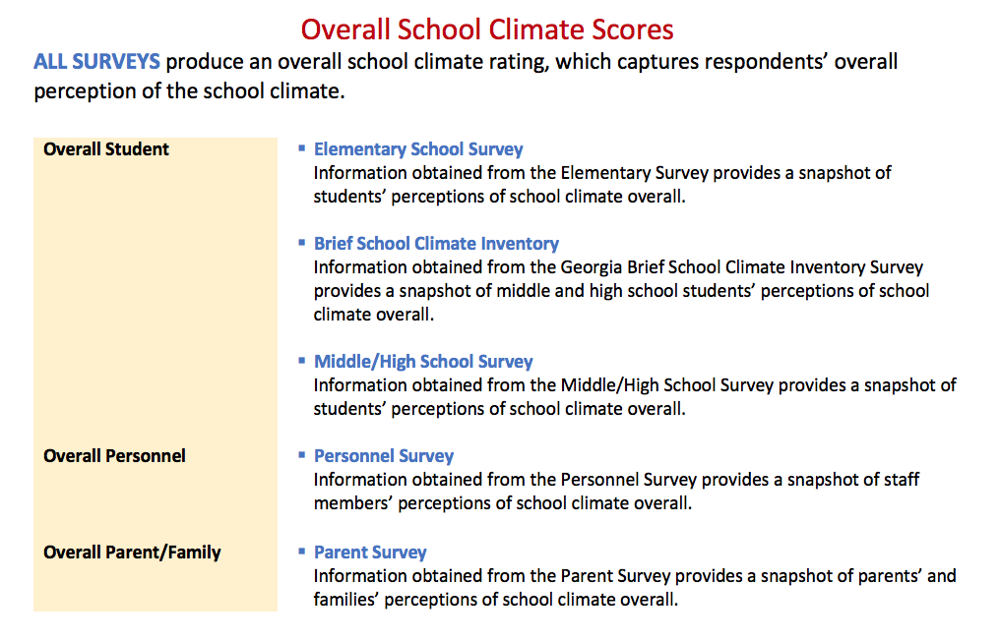 Overall School Climate Scores
ALL SURVEYS produce an overall school climate rating, which captures respondents’ overall
perception of the school climate.
Overall Student
▪ Elementary School Survey
Information obtained from the Elementary Survey provides a snapshot of
students’ perceptions of school climate overall.
▪ Brief School Climate Inventory
Information obtained from the Georgia Brief School Climate Inventory Survey
provides a snapshot of middle and high school students’ perceptions of school
climate overall.
▪ Middle/High School Survey
Information obtained from the Middle/High School Survey provides a snapshot of
students’ perceptions of school climate overall.
Overall Personnel
▪ Personnel Survey
Information obtained from the Personnel Survey provides a snapshot of staff
members’ perceptions of school climate overall.
Overall Parent/Family
▪ Parent Survey
Information obtained from the Parent Survey provides a snapshot of parents’ and
families’ perceptions of school climate overall.